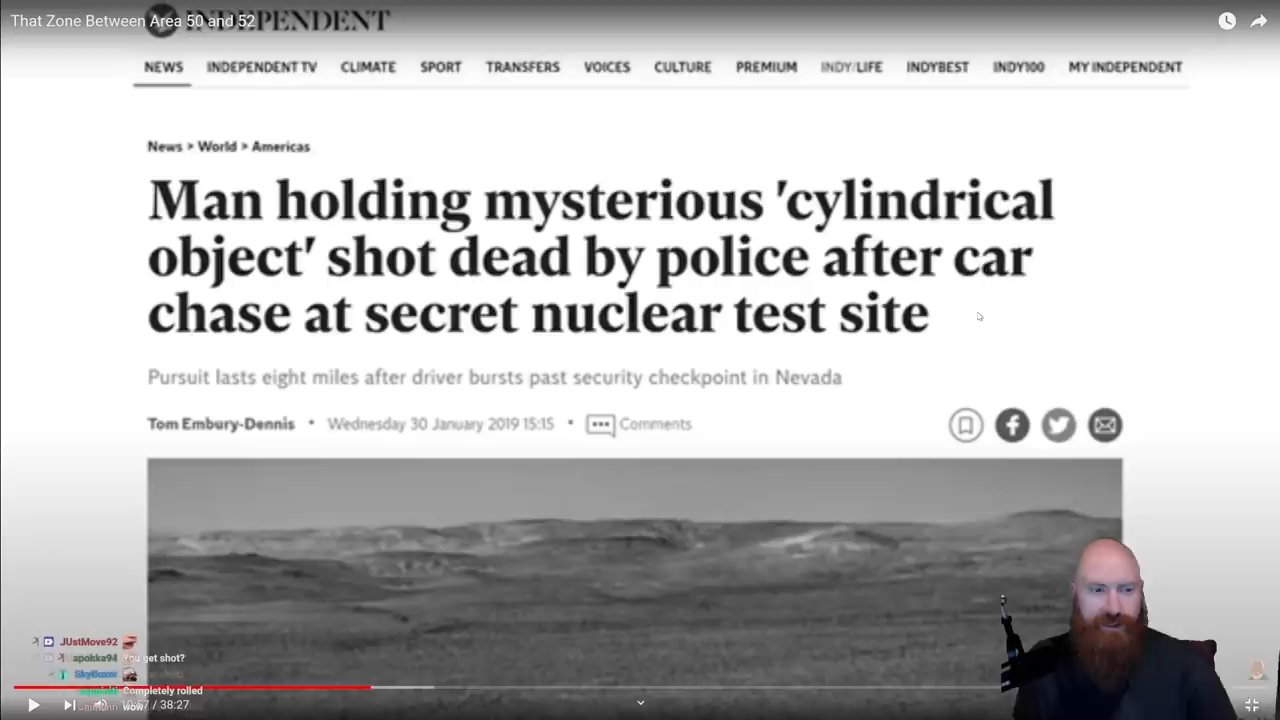 That Zone Between Area 50 and 52
INDEPENDENT
NEWS INDEPENDENT TV CLIMATE SPORT TRANSFERS VOICES CULTURE PREMIUM INDY/LIFE INDYBEST INDY100 MY INDEPENDENT
News > World > Americas
Man holding mysterious 'cylindrical
object' shot dead by police after car
chase at secret nuclear test site
Pursuit lasts eight miles after driver bursts past security checkpoint in Nevada
Tom Embury-Dennis • Wednesday 30 January 2019 15:15 • Comments
JUstMove92
apokka94 You get shot?
SkyBozor
Completely rolled
wow
/ 38:27